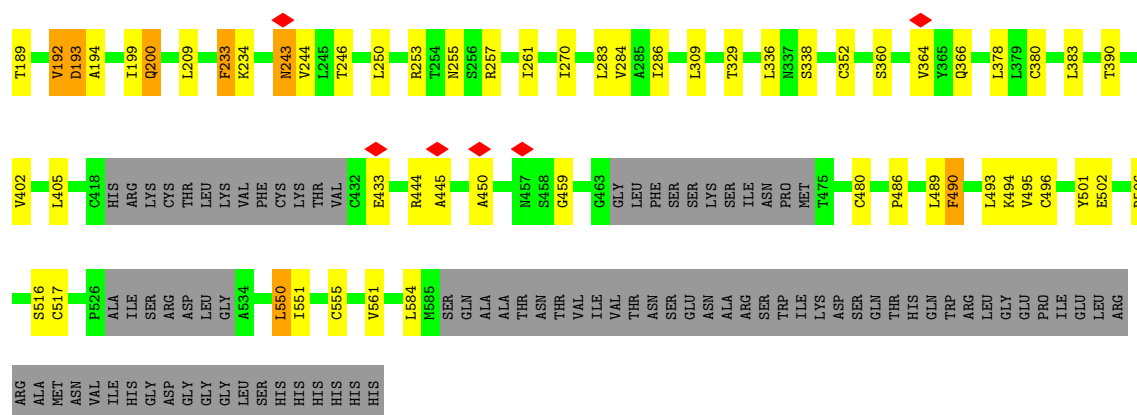 T189 V192 D193 A194 I199 Q200 L209 F233 K234 N243 V244 L245 T246 L250 R253 T254 N255 S256 R257 I261 I270 L283 V284 A285 I286 L309 T329 L336 N337 S338 C352 S360 V364 Y365 Q366 L378 L379 C380 L383 T390
V402 L405 C418 HIS ARG LYS CYS THR LEU LYS VAL PHE CYS LYS THR VAL C432 E433 R444 A445 A450 N457 S458 G459 G463 GLY LEU PHE SER SER LYS SER ILE ASN PRO MET T475 C480 P486 L489 F490 L493 K494 V495 C496 Y501 E502
S516 C517 P526 ALA ILE SER ARG ASP LEU GLY A534 L550 I551 C555 V561 L584 M585 SER GLN ALA ALA THR ASN THR VAL ILE VAL THR ASN SER GLU ASN ALA ARG SER TRP ILE LYS ASP SER GLN THR HIS GLN TRP ARG LEU GLY GLU PRO ILE GLU LEU ARG
ARG ALA MET ASN VAL ILE HIS GLY ASP GLY GLY LEU SER HIS HIS HIS HIS HIS HIS